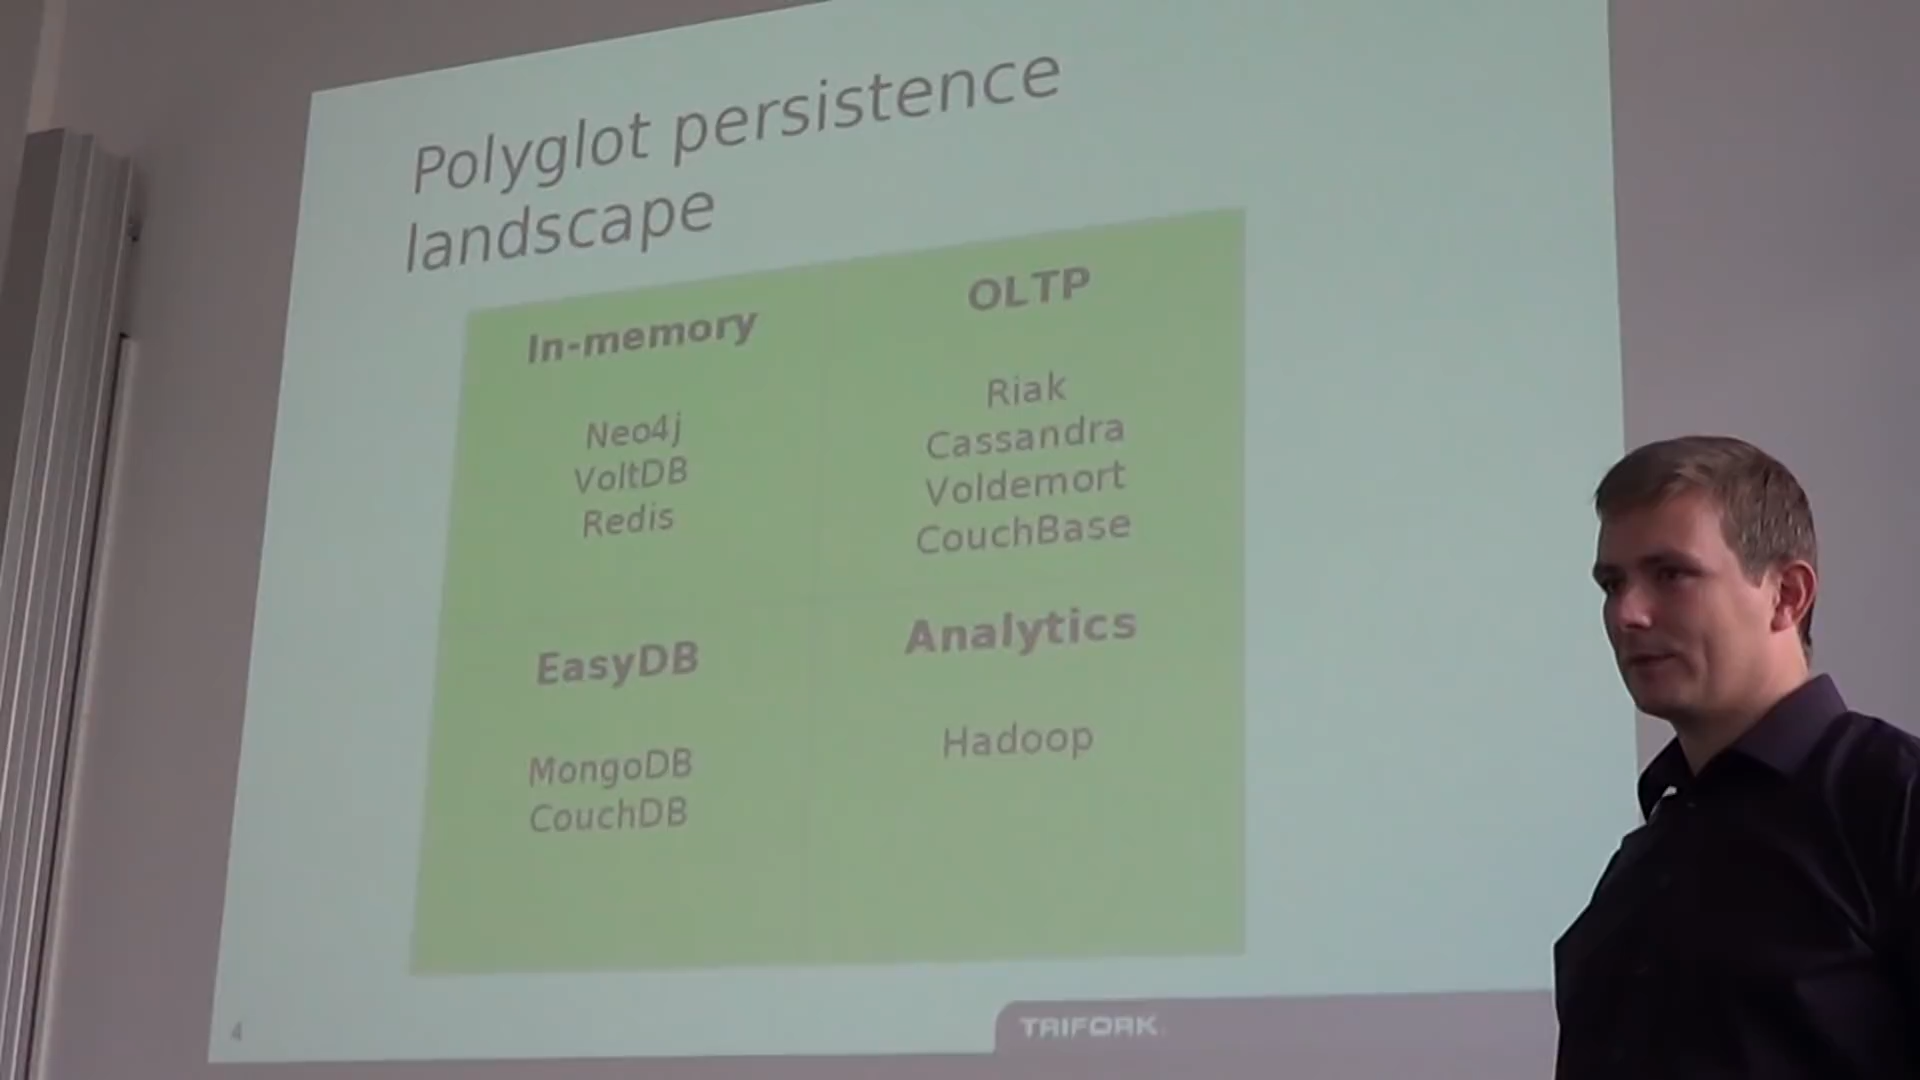 Polyglot persistence
landscape
In-memory
Neo4j
VoltDB
Redis
OLTP
Riak
Cassandra
Voldemort
CouchBase
EasyDB
MongoDB
CouchDB
Analytics
Hadoop
4
TRIFORK